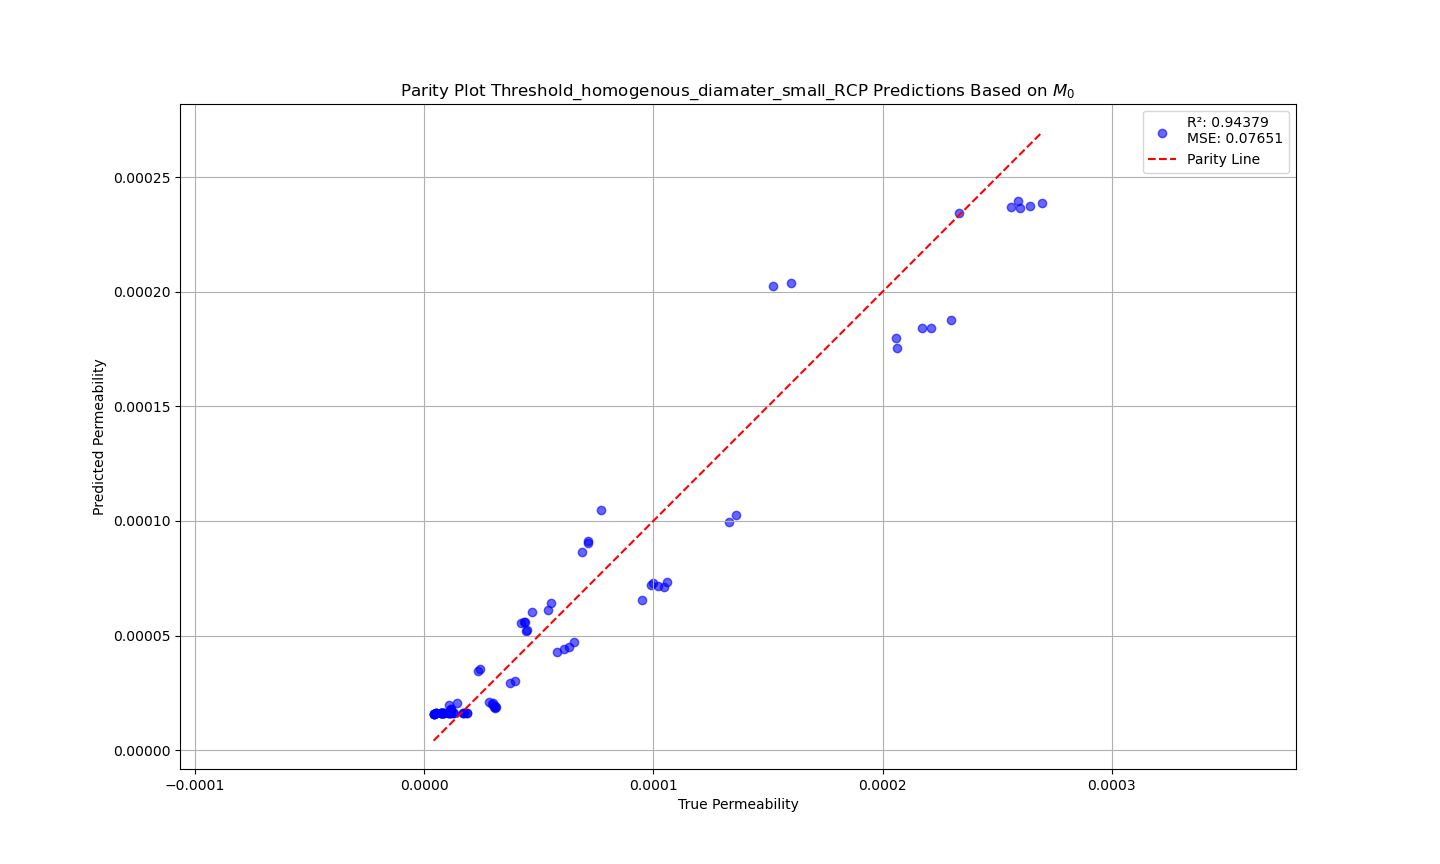 Parity Plot Threshold_homogenous_diamater_small_RCP Predictions Based on M₀
R²: 0.94379
MSE: 0.07651
Parity Line
0.00025
0.00020
0.00015
0.00010
0.00005
0.00000
Predicted Permeability
−0.0001
0.0000
0.0001
0.0002
0.0003
True Permeability